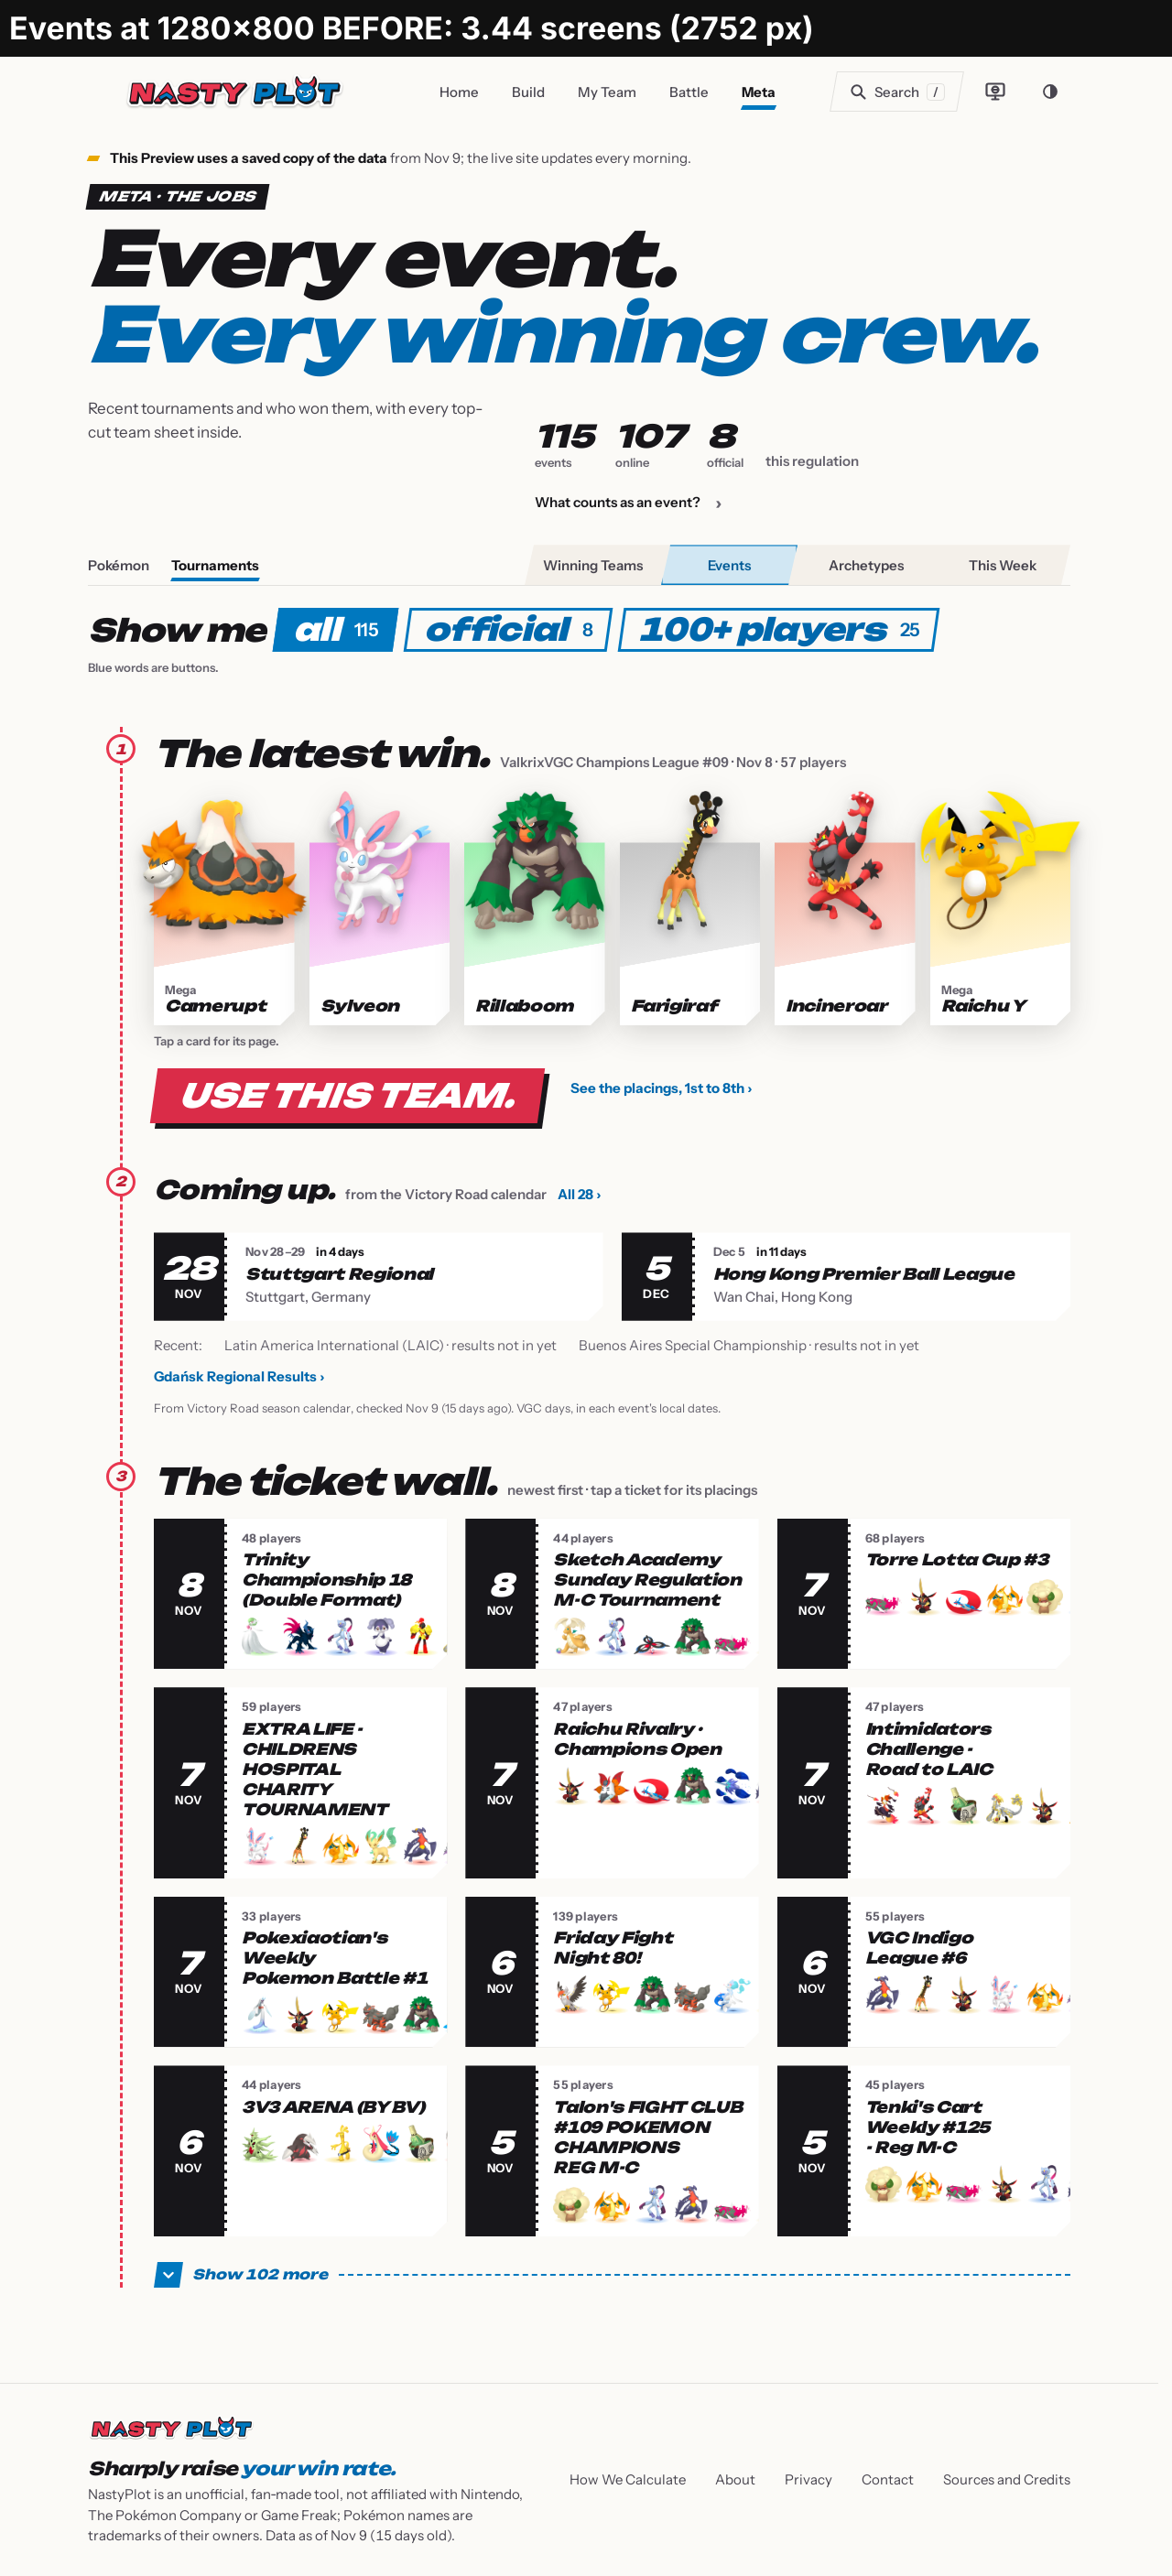 Events at 1280×800 BEFORE: 3.44 screens (2752 px)
NASTY PLOT
Home Build My Team Battle Meta Search /
This Preview uses a saved copy of the data from Nov 9; the live site updates every morning.
META · THE JOBS
Every event.
Every winning crew.
Recent tournaments and who won them, with every top-
cut team sheet inside.
115 107 8
events online official this regulation
What counts as an event? ›
Pokémon Tournaments Winning Teams Events Archetypes This Week
Show me all 115 official 8 100+ players 25
Blue words are buttons.
1 The latest win. ValkrixVGC Champions League #09 · Nov 8 · 57 players
Mega
Camerupt
Sylveon
Rillaboom
Farigiraf
Incineroar
Mega
Raichu Y
Tap a card for its page.
USE THIS TEAM. See the placings, 1st to 8th ›
2 Coming up. from the Victory Road calendar All 28 ›
28
NOV
Nov 28–29 in 4 days
Stuttgart Regional
Stuttgart, Germany
5
DEC
Dec 5 in 11 days
Hong Kong Premier Ball League
Wan Chai, Hong Kong
Recent: Latin America International (LAIC) · results not in yet Buenos Aires Special Championship · results not in yet
Gdańsk Regional Results ›
From Victory Road season calendar, checked Nov 9 (15 days ago). VGC days, in each event's local dates.
3 The ticket wall. newest first · tap a ticket for its placings
8
NOV
48 players
Trinity
Championship 18
(Double Format)
8
NOV
44 players
Sketch Academy
Sunday Regulation
M-C Tournament
7
NOV
68 players
Torre Lotta Cup #3
7
NOV
59 players
EXTRA LIFE -
CHILDRENS
HOSPITAL
CHARITY
TOURNAMENT
7
NOV
47 players
Raichu Rivalry ·
Champions Open
7
NOV
47 players
Intimidators
Challenge -
Road to LAIC
7
NOV
33 players
Pokexiaotian's
Weekly
Pokemon Battle #1
6
NOV
139 players
Friday Fight
Night 80!
6
NOV
55 players
VGC Indigo
League #6
6
NOV
44 players
3V3 ARENA (BY BV)
5
NOV
55 players
Talon's FIGHT CLUB
#109 POKEMON
CHAMPIONS
REG M-C
5
NOV
45 players
Tenki's Cart
Weekly #125
- Reg M-C
Show 102 more
NASTY PLOT
Sharply raise your win rate.
NastyPlot is an unofficial, fan-made tool, not affiliated with Nintendo,
The Pokémon Company or Game Freak; Pokémon names are
trademarks of their owners. Data as of Nov 9 (15 days old).
How We Calculate About Privacy Contact Sources and Credits